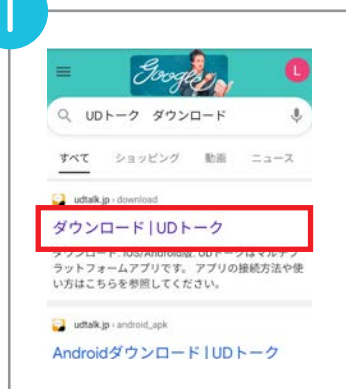 1
Google
L
UDトーク ダウンロード
すべて ショッピング 動画 ニュース
udtalk.jp › download
ダウンロード | UDトーク
ダウンロード. iOS/Android版. UDトークはマルチプ
ラットフォームアプリです。 アプリの接続方法や使
い方はこちらを参照してください。
udtalk.jp › android_apk
Androidダウンロード | UDトーク